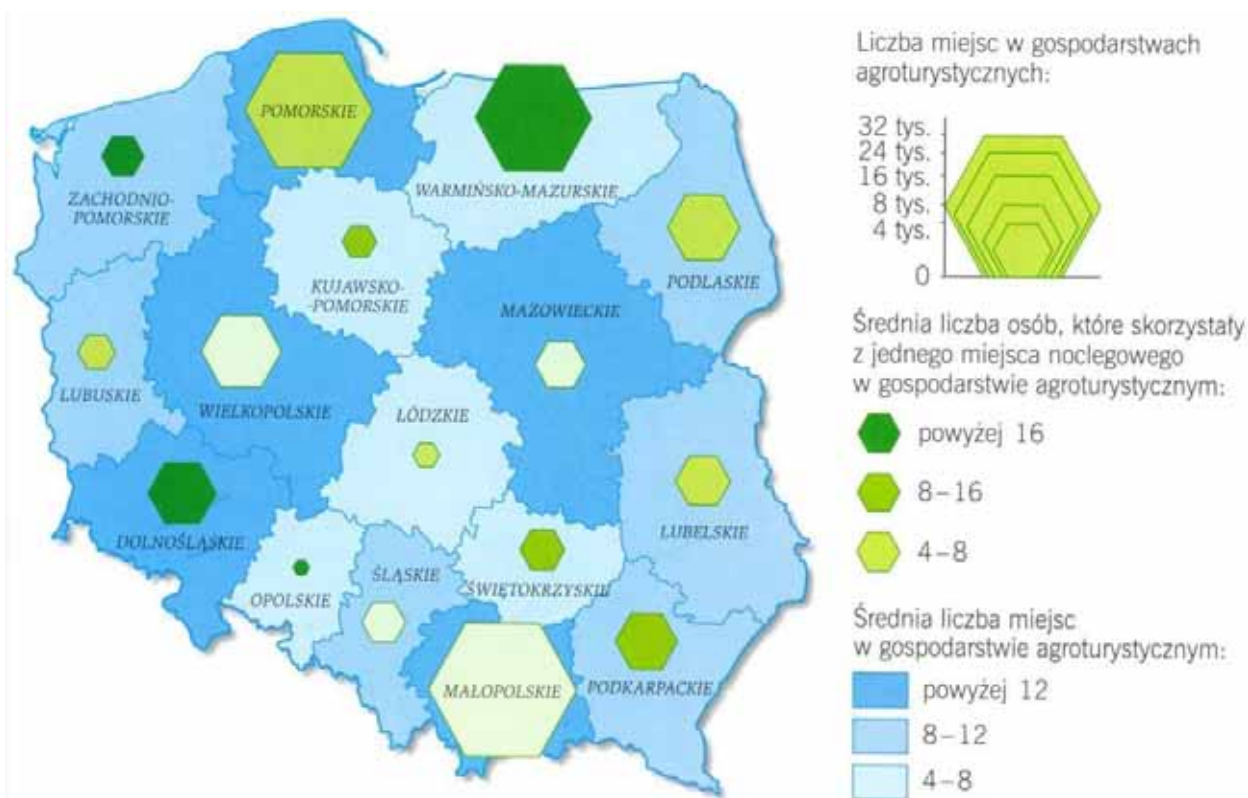 POMORSKIE
WARMIŃSKO-MAZURSKIE
ZACHODNIO-
POMORSKIE
KUJAWSKO-
-POMORSKIE
PODLASKIE
MAZOWIECKIE
LUBUSKIE
WIELKOPOLSKIE
ŁÓDZKIE
DOLNOŚLĄSKIE
LUBELSKIE
OPOLSKIE
ŚLĄSKIE
ŚWIĘTOKRZYSKIE
MAŁOPOLSKIE
PODKARPACKIE
Liczba miejsc w gospodarstwach
agroturystycznych:
32 tys.
24 tys.
16 tys.
8 tys.
4 tys.
0
Średnia liczba osób, które skorzystały
z jednego miejsca noclegowego
w gospodarstwie agroturystycznym:
powyżej 16
8–16
4–8
Średnia liczba miejsc
w gospodarstwie agroturystycznym:
powyżej 12
8–12
4–8